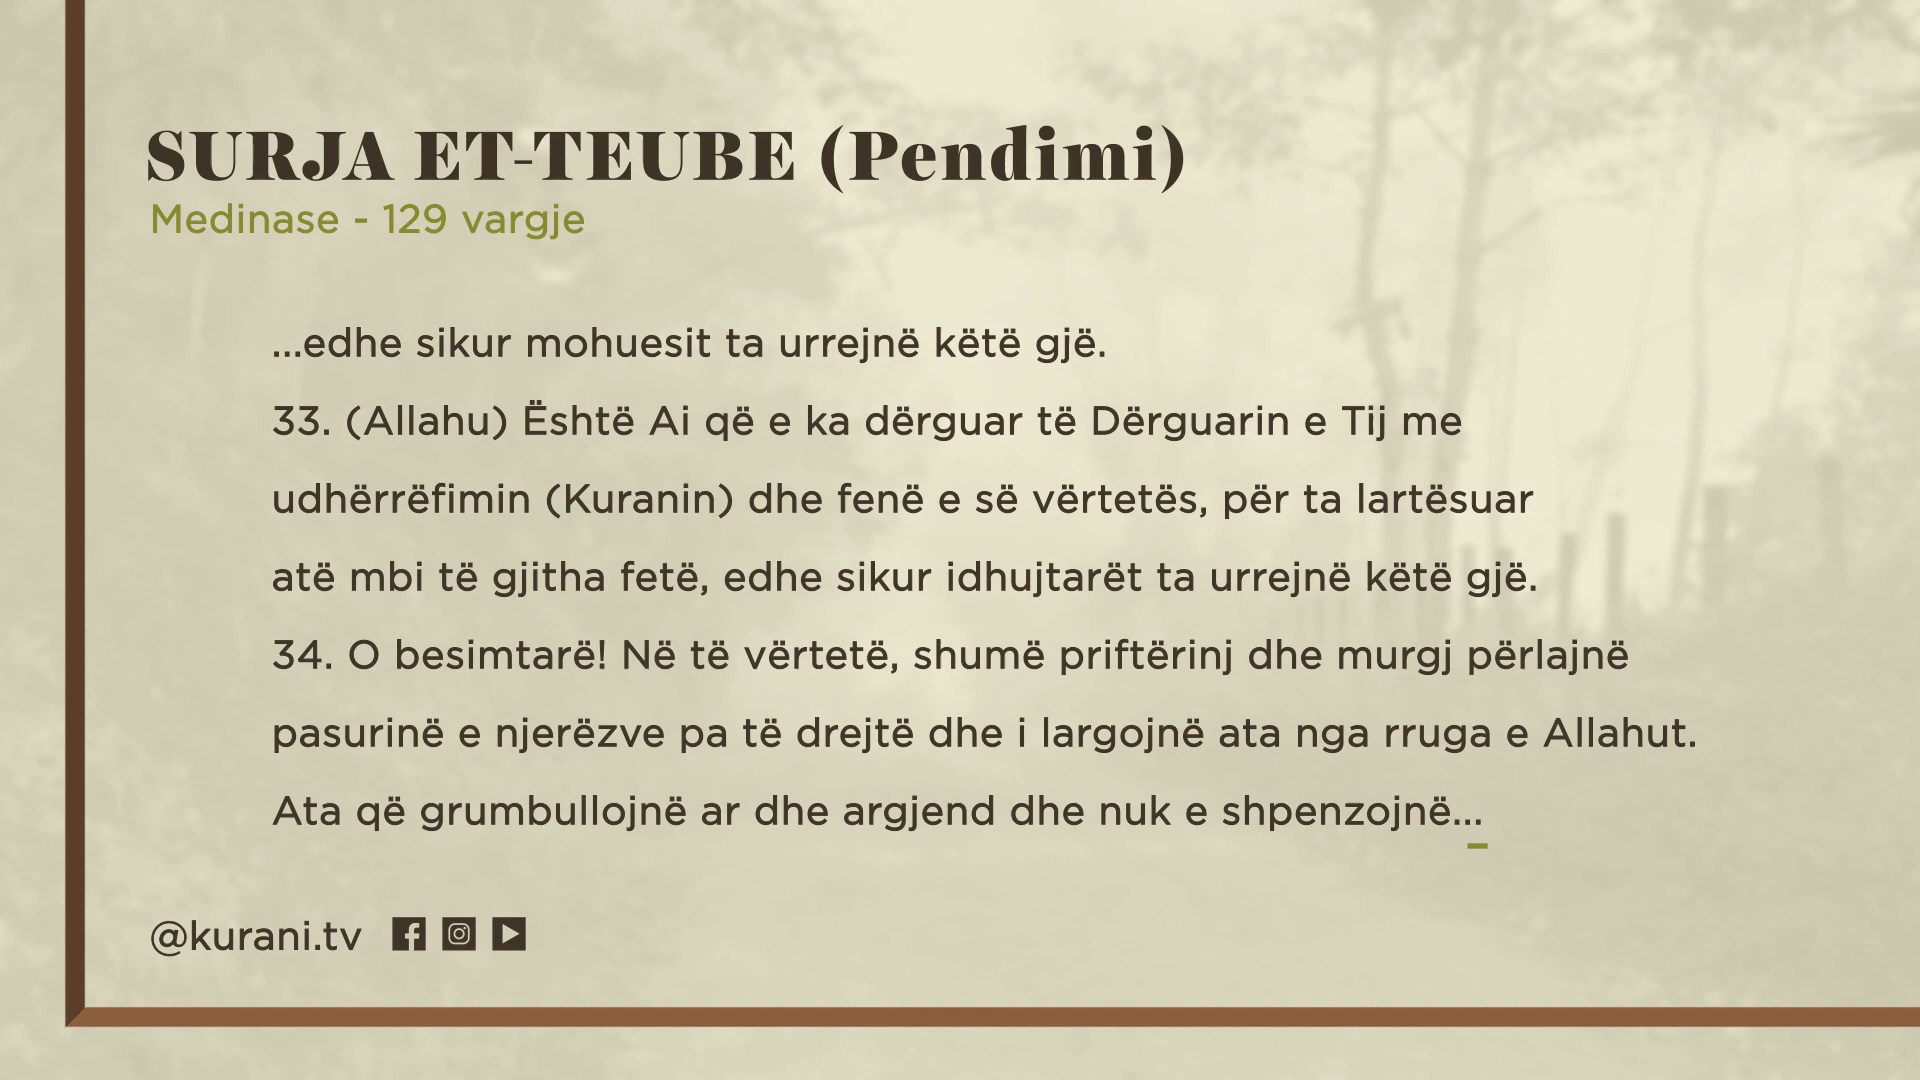 SURJA ET-TEUBE (Pendimi)
Medinase - 129 vargje
...edhe sikur mohuesit ta urrejnë këtë gjë.
33. (Allahu) Është Ai që e ka dërguar të Dërguarin e Tij me
udhërrëfimin (Kuranin) dhe fenë e së vërtetës, për ta lartësuar
atë mbi të gjitha fetë, edhe sikur idhujtarët ta urrejnë këtë gjë.
34. O besimtarë! Në të vërtetë, shumë priftërinj dhe murgj përlajnë
pasurinë e njerëzve pa të drejtë dhe i largojnë ata nga rruga e Allahut.
Ata që grumbullojnë ar dhe argjend dhe nuk e shpenzojnë...
@kurani.tv